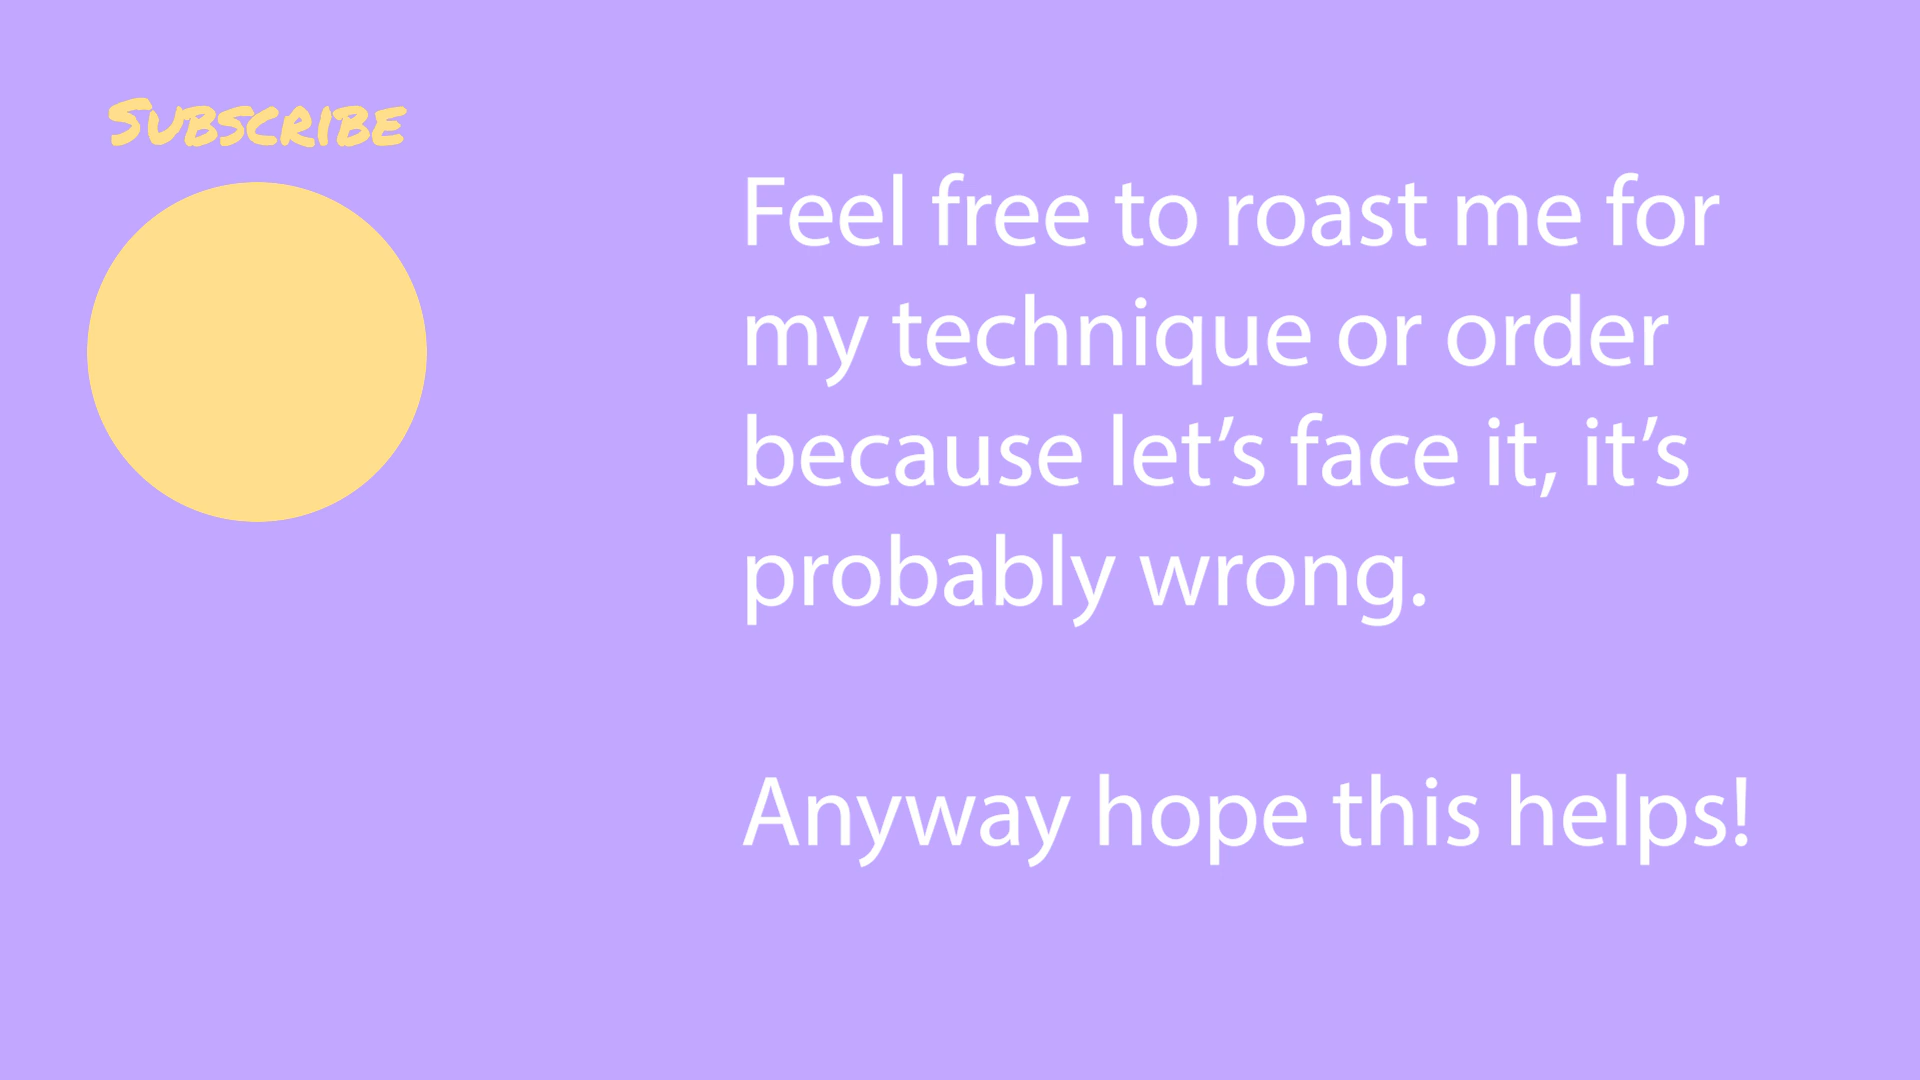 Subscribe
Feel free to roast me for
my technique or order
because let’s face it, it’s
probably wrong.
Anyway hope this helps!